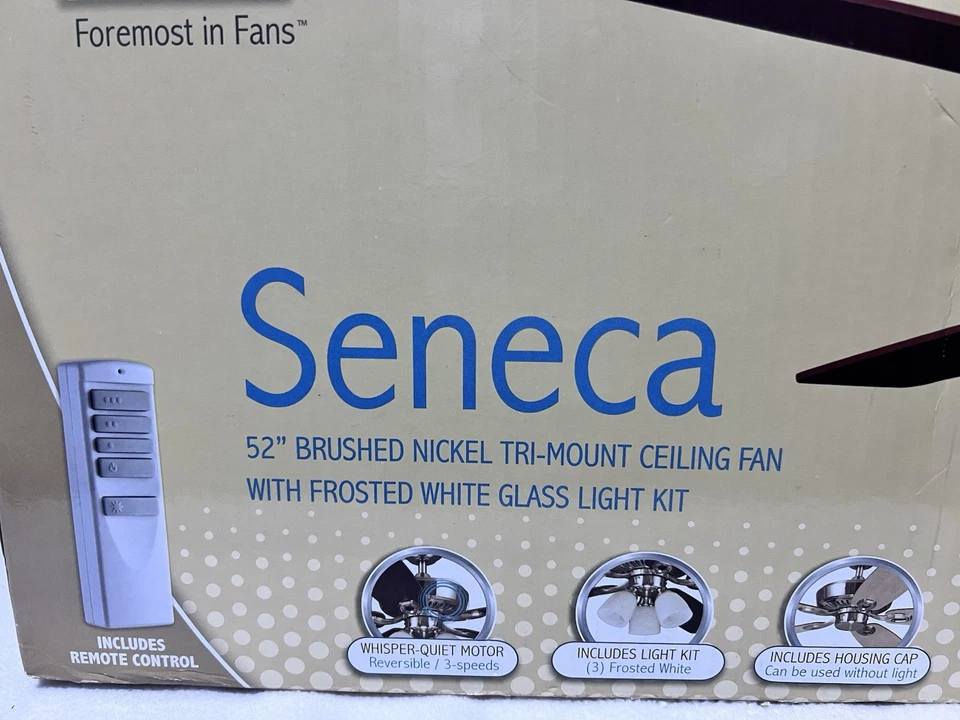 Foremost in Fans™
Seneca
52” BRUSHED NICKEL TRI-MOUNT CEILING FAN
WITH FROSTED WHITE GLASS LIGHT KIT
INCLUDES
REMOTE CONTROL
WHISPER-QUIET MOTOR
Reversible / 3-speeds
INCLUDES LIGHT KIT
(3) Frosted White
INCLUDES HOUSING CAP
Can be used without light